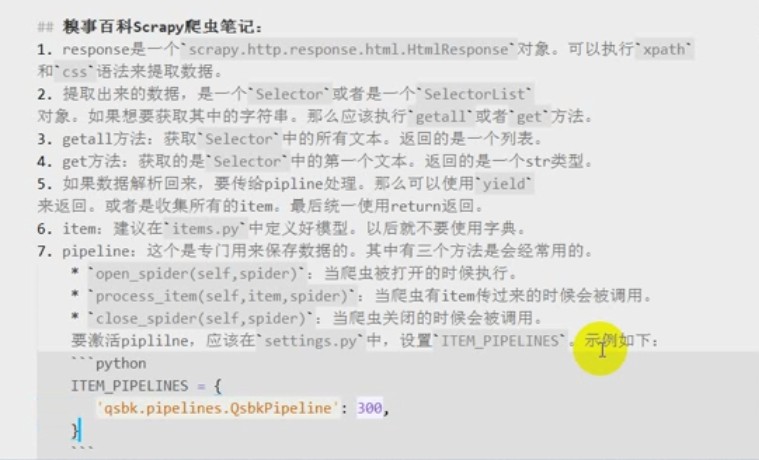 ## 糗事百科Scrapy爬虫笔记：
1. response是一个`scrapy.http.response.html.HtmlResponse`对象。可以执行`xpath`
和`css`语法来提取数据。
2. 提取出来的数据，是一个`Selector`或者是一个`SelectorList`
对象。如果想要获取其中的字符串。那么应该执行`getall`或者`get`方法。
3. getall方法：获取`Selector`中的所有文本。返回的是一个列表。
4. get方法：获取的是`Selector`中的第一个文本。返回的是一个str类型。
5. 如果数据解析回来，要传给pipline处理。那么可以使用`yield`
来返回。或者是收集所有的item。最后统一使用return返回。
6. item：建议在`items.py`中定义好模型。以后就不要使用字典。
7. pipeline：这个是专门用来保存数据的。其中有三个方法是会经常用的。
* `open_spider(self,spider)`：当爬虫被打开的时候执行。
* `process_item(self,item,spider)`：当爬虫有item传过来的时候会被调用。
* `close_spider(self,spider)`：当爬虫关闭的时候会被调用。
要激活piplilne，应该在`settings.py`中，设置`ITEM_PIPELINES`。示例如下：
```python
ITEM_PIPELINES = {
'qsbk.pipelines.QsbkPipeline': 300,
}
```